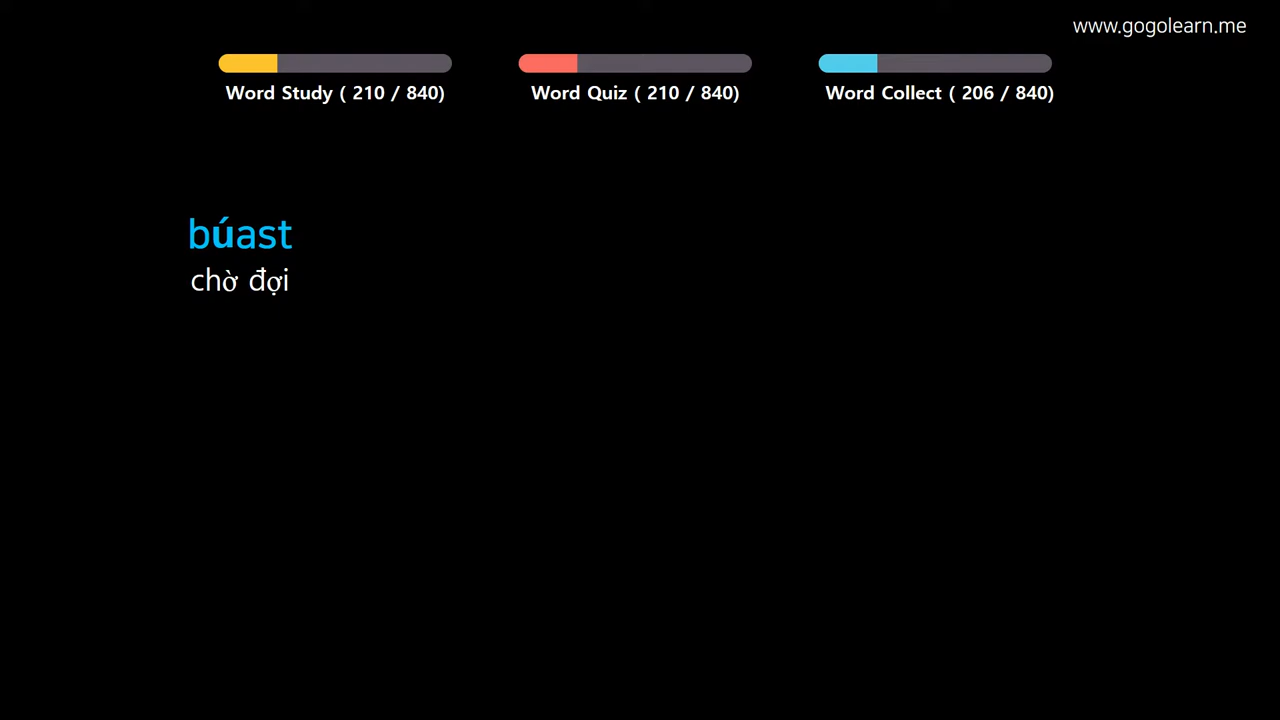 www.gogolearn.me
Word Study ( 210 / 840)
Word Quiz ( 210 / 840)
Word Collect ( 206 / 840)
búast
chờ đợi